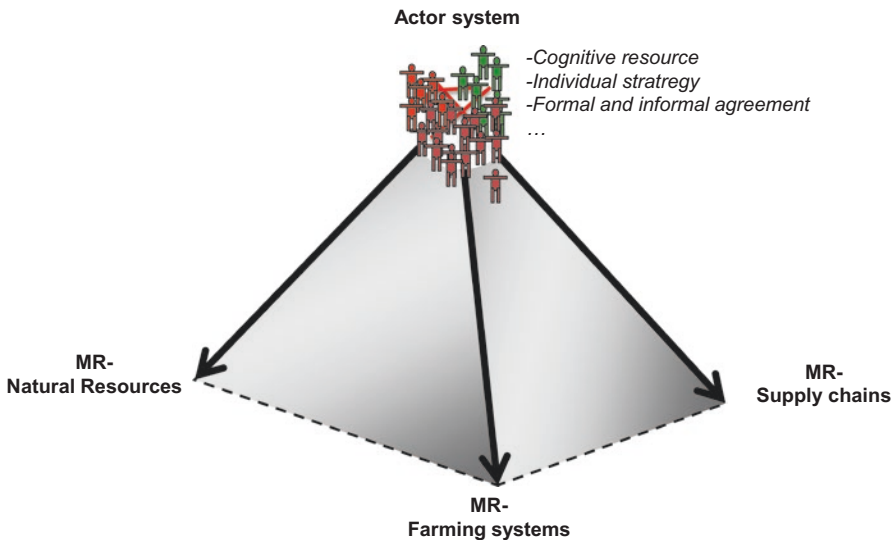 Actor system
-Cognitive resource
-Individual stratregy
-Formal and informal agreement
…
MR-
Natural Resources
MR-
Supply chains
MR-
Farming systems